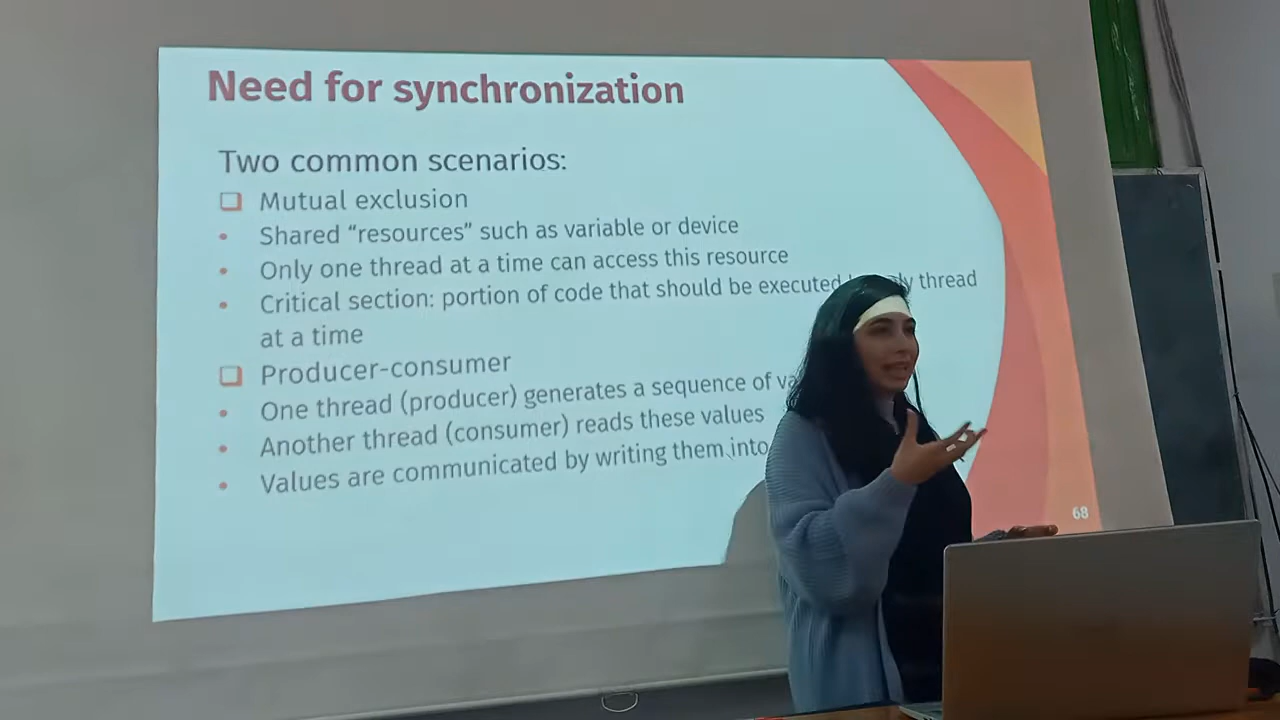 Need for synchronization
Two common scenarios:
Mutual exclusion
Shared “resources” such as variable or device
Only one thread at a time can access this resource
Critical section: portion of code that should be executed thread
at a time
Producer-consumer
One thread (producer) generates a sequence of
Another thread (consumer) reads these values
Values are communicated by writing them into
68